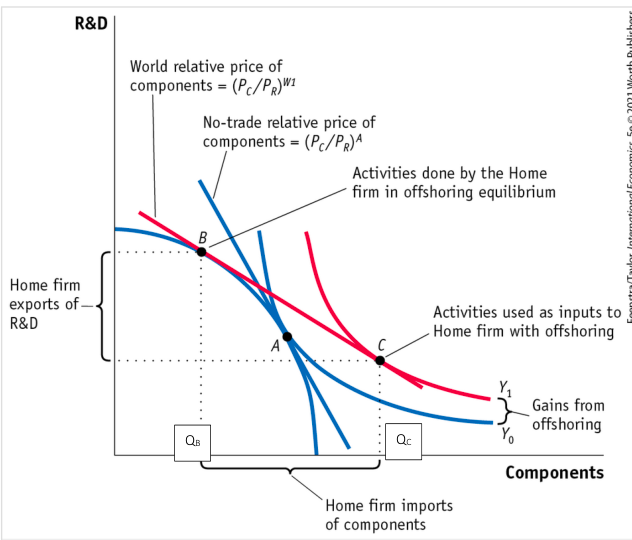 R&D
World relative price of
components = (P_C/P_R)^W1
No-trade relative price of
components = (P_C/P_R)^A
Activities done by the Home
firm in offshoring equilibrium
B
Home firm
exports of
R&D
Activities used as inputs to
Home firm with offshoring
A
C
Y_1
Gains from
offshoring
Y_0
Q_B
Q_C
Components
Home firm imports
of components
Feenstra/Taylor, International Economics, 5e © 2021 Worth Publishers